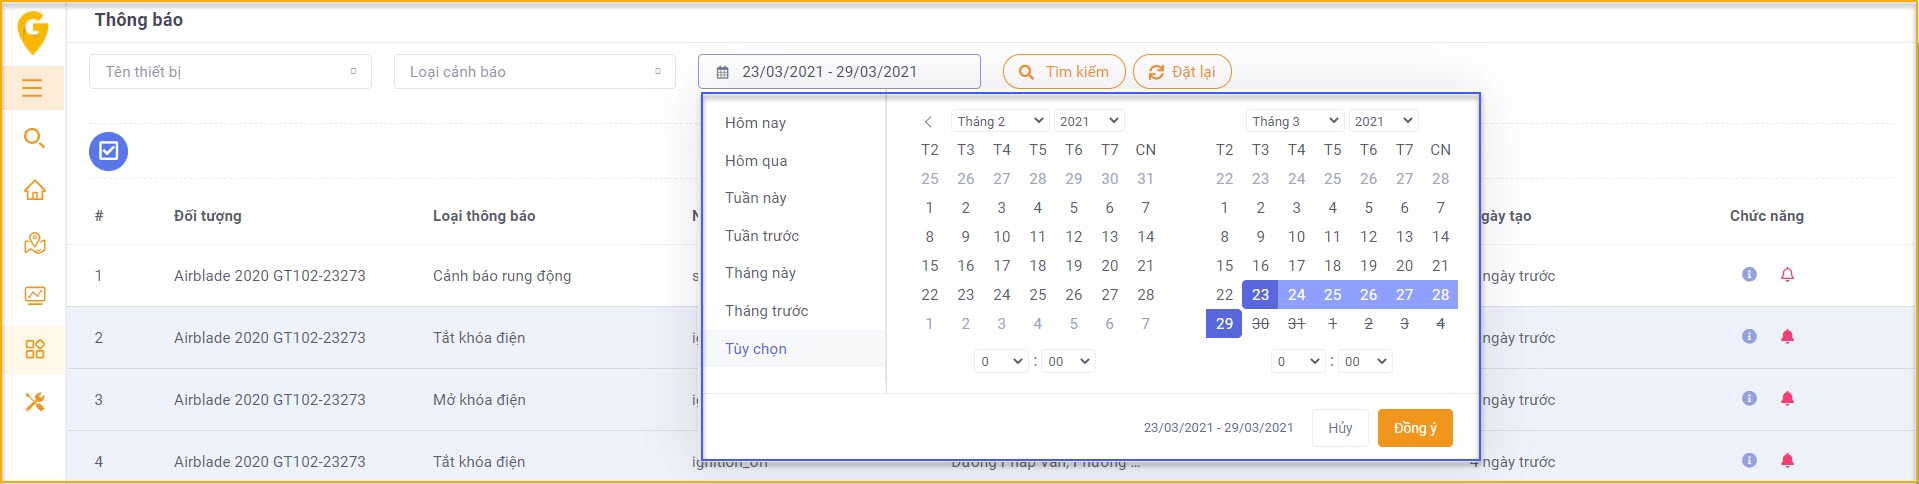 G
Thông báo
Tên thiết bị Loại cảnh báo 23/03/2021 - 29/03/2021 Tìm kiếm Đặt lại
Hôm nay
Hôm qua
Tuần này
Tuần trước
Tháng này
Tháng trước
Tùy chọn
Tháng 2 2021
T2 T3 T4 T5 T6 T7 CN
25 26 27 28 29 30 31
1 2 3 4 5 6 7
8 9 10 11 12 13 14
15 16 17 18 19 20 21
22 23 24 25 26 27 28
1 2 3 4 5 6 7
0 : 00
Tháng 3 2021
T2 T3 T4 T5 T6 T7 CN
22 23 24 25 26 27 28
1 2 3 4 5 6 7
8 9 10 11 12 13 14
15 16 17 18 19 20 21
22 23 24 25 26 27 28
29 30 31 1 2 3 4
0 : 00
23/03/2021 - 29/03/2021 Hủy Đồng ý
# Đối tượng Loại thông báo gày tạo Chức năng
1 Airblade 2020 GT102-23273 Cảnh báo rung động ngày trước
2 Airblade 2020 GT102-23273 Tắt khóa điện ngày trước
3 Airblade 2020 GT102-23273 Mở khóa điện ngày trước
4 Airblade 2020 GT102-23273 Tắt khóa điện ignition_off Đường Pháp Vân, Phường ... 4 ngày trước